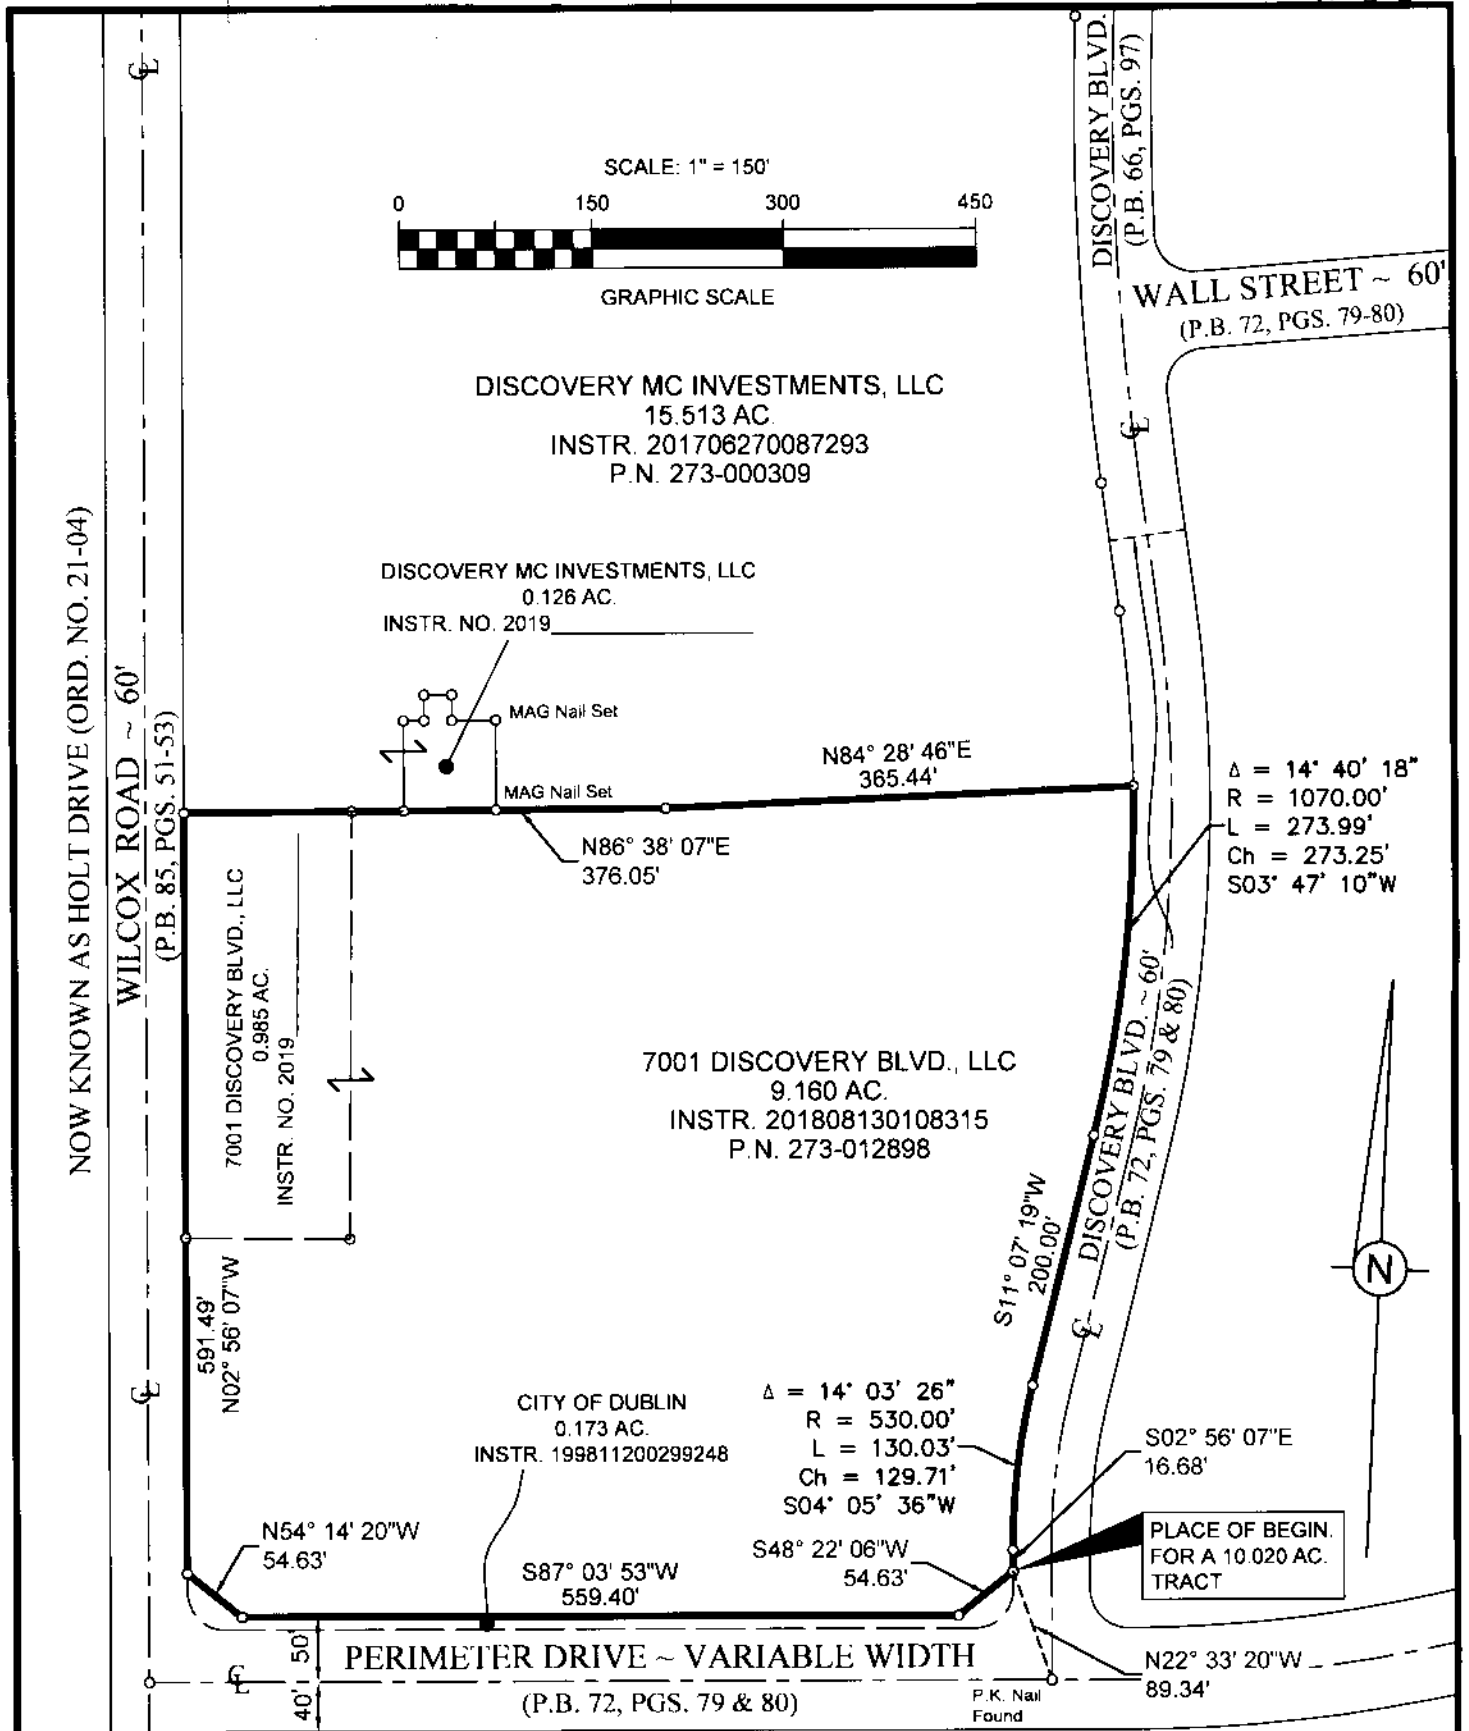 DISCOVERY BLVD.
(P.B. 66, PGS. 97)
SCALE: 1" = 150'
0 150 300 450
GRAPHIC SCALE
WALL STREET ~ 60'
(P.B. 72, PGS. 79-80)
DISCOVERY MC INVESTMENTS, LLC
15.513 AC.
INSTR. 201706270087293
P.N. 273-000309
DISCOVERY MC INVESTMENTS, LLC
0.126 AC.
INSTR. NO. 2019
NOW KNOWN AS HOLT DRIVE (ORD. NO. 21-04)
WILCOX ROAD ~ 60'
(P.B. 85, PGS. 51-53)
MAG Nail Set
MAG Nail Set
N84° 28' 46"E
365.44'
N86° 38' 07"E
376.05'
Δ = 14° 40' 18"
R = 1070.00'
L = 273.99'
Ch = 273.25'
S03° 47' 10"W
7001 DISCOVERY BLVD., LLC
0.985 AC.
INSTR. NO. 2019
7001 DISCOVERY BLVD., LLC
9.160 AC.
INSTR. 201808130108315
P.N. 273-012898
DISCOVERY BLVD. ~ 60'
(P.B. 72, PGS. 79 & 80)
S11° 07' 19"W
200.00'
N
591.49'
N02° 56' 07"W
CITY OF DUBLIN
0.173 AC.
INSTR. 199811200299248
Δ = 14° 03' 26"
R = 530.00'
L = 130.03'
Ch = 129.71'
S04° 05' 36"W
S02° 56' 07"E
16.68'
N54° 14' 20"W
54.63'
S87° 03' 53"W
559.40'
S48° 22' 06"W
54.63'
PLACE OF BEGIN.
FOR A 10.020 AC.
TRACT
50'
PERIMETER DRIVE ~ VARIABLE WIDTH
40'
(P.B. 72, PGS. 79 & 80)
P.K. Nail
Found
N22° 33' 20"W
89.34'